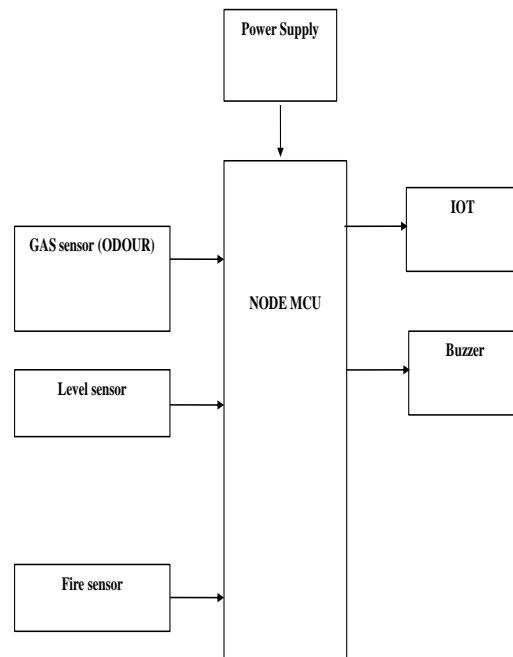 Power Supply
IOT
GAS sensor (ODOUR)
NODE MCU
Buzzer
Level sensor
Fire sensor